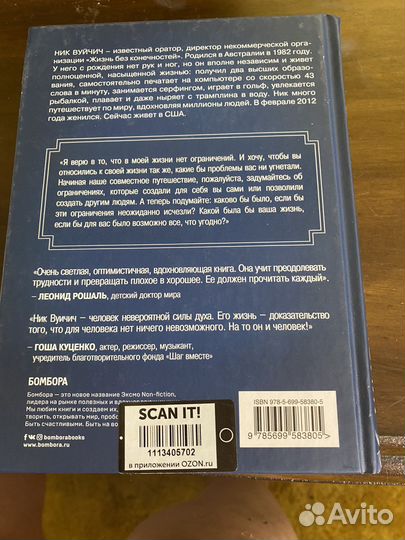 НИК ВУЙЧИЧ – известный оратор, директор некоммерческой орга-
низации «Жизнь без конечностей». Родился в Австралии в 1982 году.
У него с рождения нет рук и ног, но он вполне независим и живет
полноценной, насыщенной жизнью: получил два высших образо-
вания, самостоятельно печатает на компьютере со скоростью 43
слова в минуту, занимается серфингом, играет в гольф, увлекается
рыбалкой, плавает и даже ныряет с трамплина в воду. Ник много
путешествует по миру, вдохновляя миллионы людей. В феврале 2012
года женился. Сейчас живет в США.
«Я верю в то, что в моей жизни нет ограничений. И хочу, чтобы вы
относились к своей жизни так же, какие бы проблемы вас ни угнетали.
Начиная наше совместное путешествие, пожалуйста, задумайтесь об
ограничениях, которые создали для себя вы сами или позволили
создать другим людям. А теперь подумайте: каково бы было, если бы
эти ограничения неожиданно исчезли? Какой была бы ваша жизнь,
если бы для вас было возможно все, что угодно?»
«Очень светлая, оптимистичная, вдохновляющая книга. Она учит преодолевать
трудности и превращать плохое в хорошее. Ее должен прочитать каждый».
– ЛЕОНИД РОШАЛЬ, детский доктор мира
«Ник Вуйчич – человек невероятной силы духа. Его жизнь – доказательство
того, что для человека нет ничего невозможного. На то он и человек!»
– ГОША КУЦЕНКО, актер, режиссер, музыкант,
учредитель благотворительного фонда «Шаг вместе»
БОМБОРА
Бомбора – это новое название Эксмо Non-fiction,
лидера на рынке полезных и
Мы любим книги и создаем их,
творить, открывать мир,
Быть счастливыми. Быть на
bomborabooks
www.bombora.ru
SCAN IT!
1113405702
в приложении OZON.ru
ISBN 978-5-699-58380-5
9 785699 583805 >
Avito